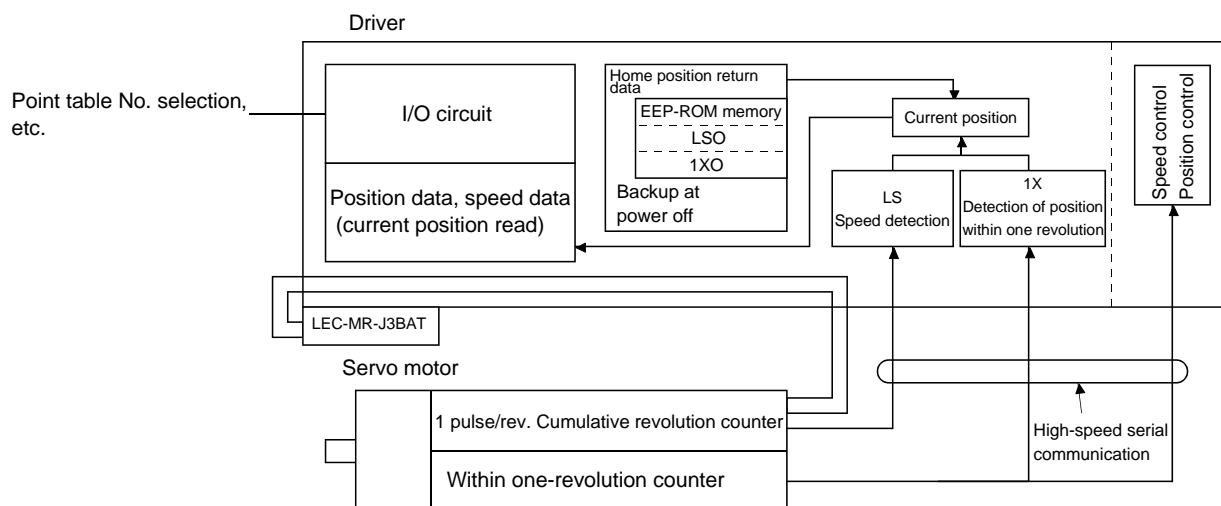 Driver
Point table No. selection,
etc.
I/O circuit
Position data, speed data
(current position read)
Home position return
data
EEP-ROM memory
LSO
1XO
Backup at
power off
Current position
LS
Speed detection
1X
Detection of position
within one revolution
Speed control
Position control
LEC-MR-J3BAT
Servo motor
1 pulse/rev. Cumulative revolution counter
Within one-revolution counter
High-speed serial
communication